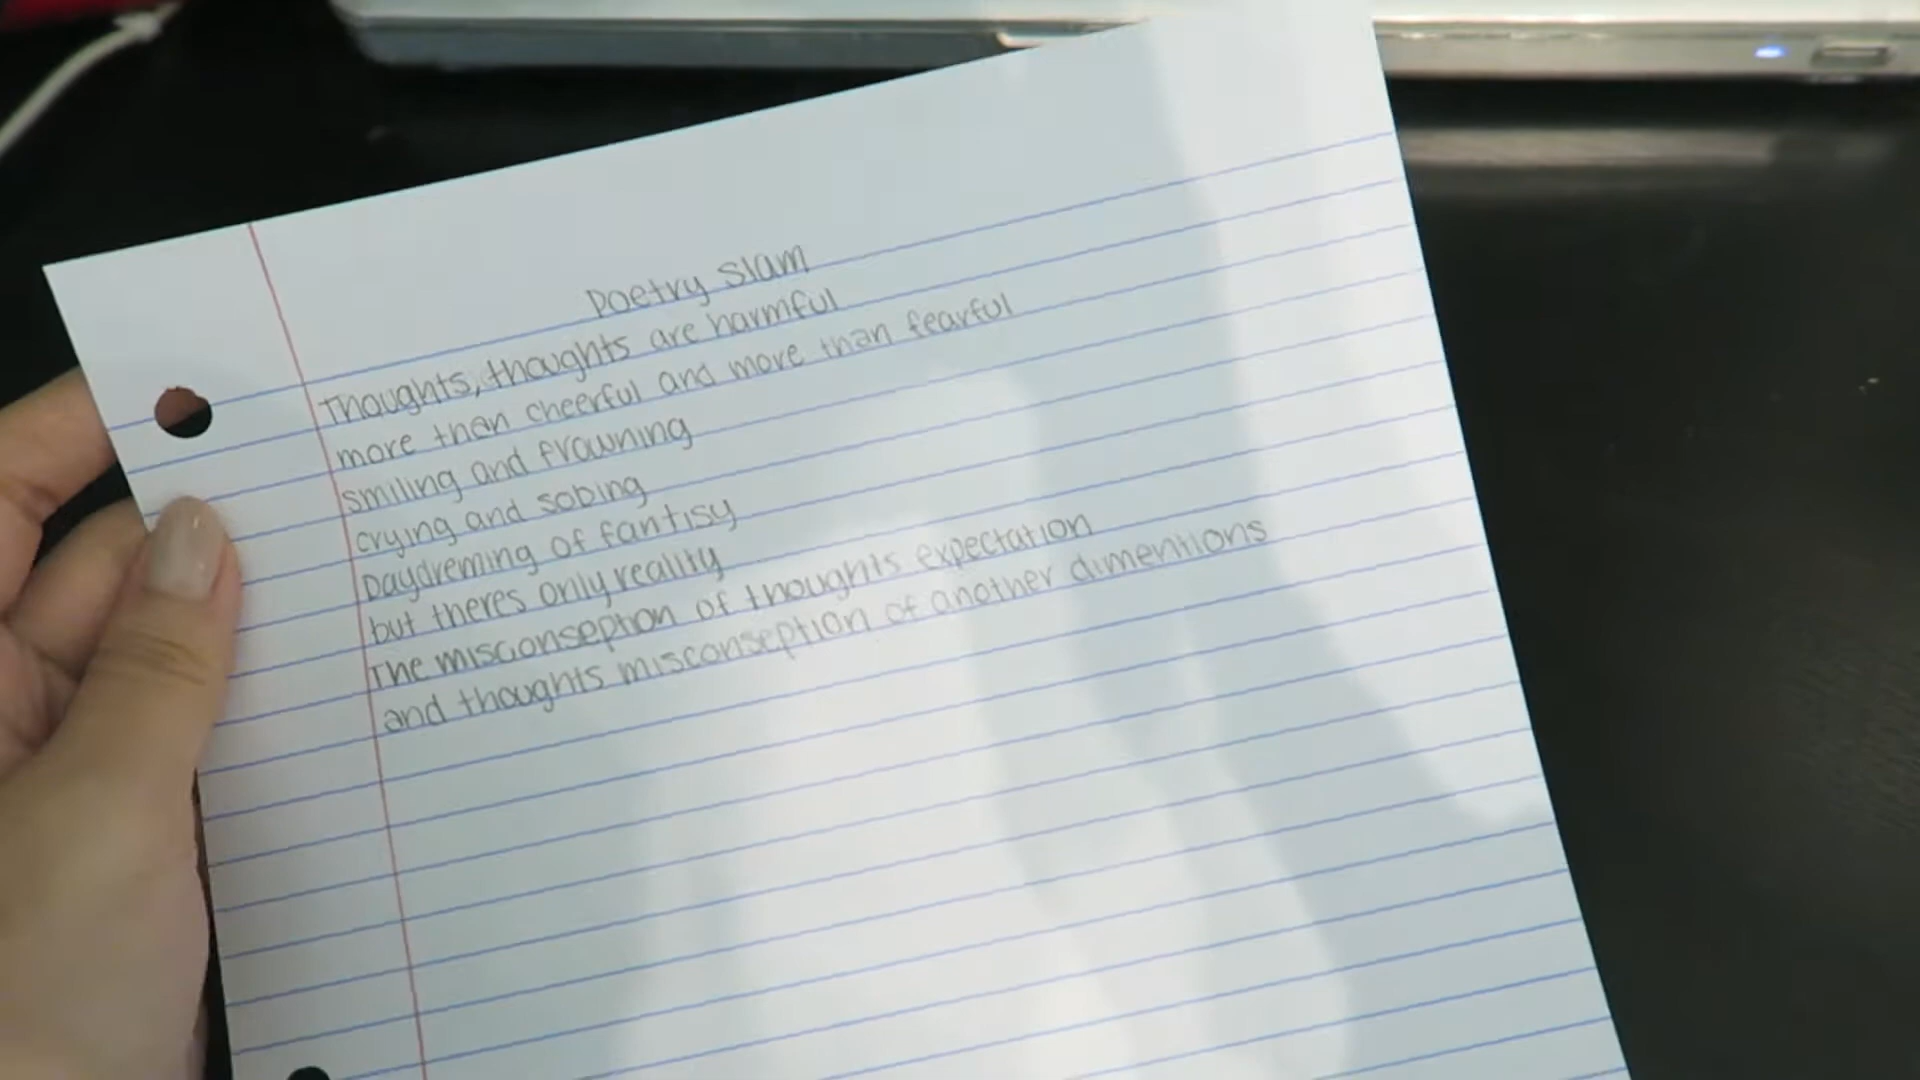 Poetry Slam
Thoughts, thoughts are harmful
more than cheerful and more than fearful
smiling and frowning
crying and sobing
Daydreming of fantisy
but theres only reality
The misconseption of thoughts expectation
and thoughts misconseption of another dimentions